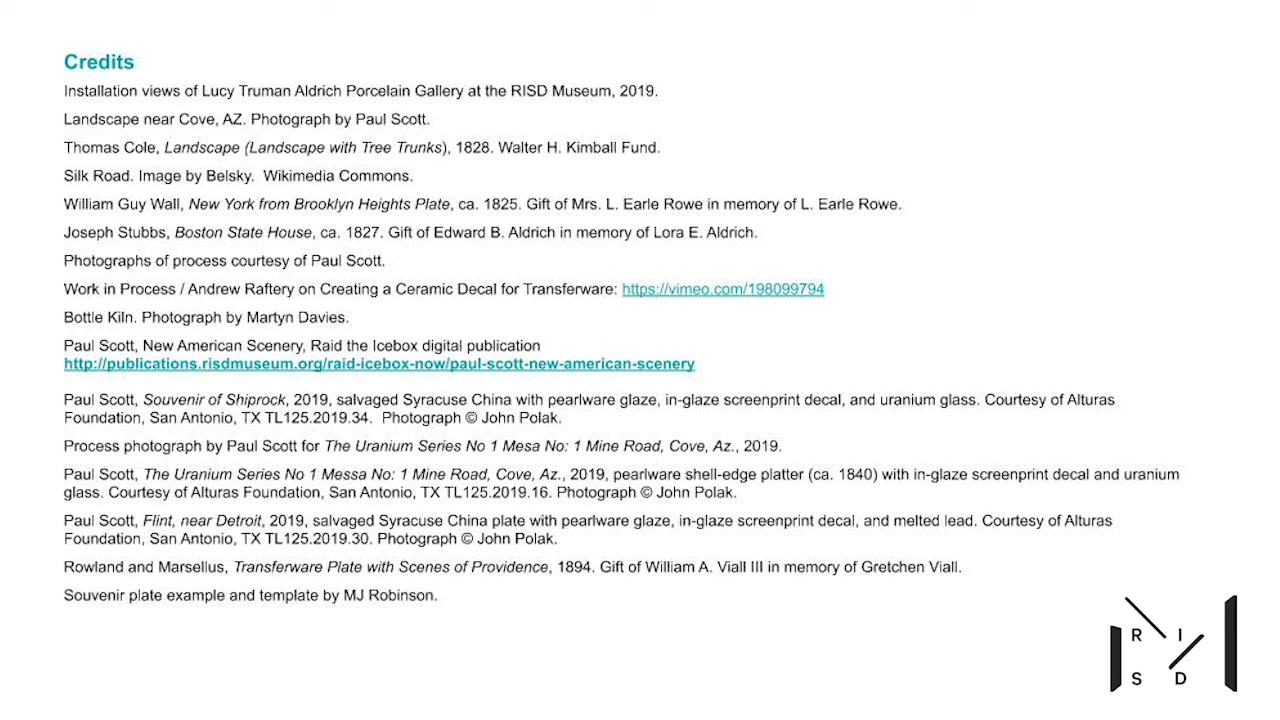 Credits
Installation views of Lucy Truman Aldrich Porcelain Gallery at the RISD Museum, 2019.
Landscape near Cove, AZ. Photograph by Paul Scott.
Thomas Cole, Landscape (Landscape with Tree Trunks), 1828. Walter H. Kimball Fund.
Silk Road. Image by Belsky.  Wikimedia Commons.
William Guy Wall, New York from Brooklyn Heights Plate, ca. 1825. Gift of Mrs. L. Earle Rowe in memory of L. Earle Rowe.
Joseph Stubbs, Boston State House, ca. 1827. Gift of Edward B. Aldrich in memory of Lora E. Aldrich.
Photographs of process courtesy of Paul Scott.
Work in Process / Andrew Raftery on Creating a Ceramic Decal for Transferware: https://vimeo.com/198099794
Bottle Kiln. Photograph by Martyn Davies.
Paul Scott, New American Scenery, Raid the Icebox digital publication
http://publications.risdmuseum.org/raid-icebox-now/paul-scott-new-american-scenery
Paul Scott, Souvenir of Shiprock, 2019, salvaged Syracuse China with pearlware glaze, in-glaze screenprint decal, and uranium glass. Courtesy of Alturas
Foundation, San Antonio, TX TL125.2019.34.  Photograph © John Polak.
Process photograph by Paul Scott for The Uranium Series No 1 Mesa No: 1 Mine Road, Cove, Az., 2019.
Paul Scott, The Uranium Series No 1 Messa No: 1 Mine Road, Cove, Az., 2019, pearlware shell-edge platter (ca. 1840) with in-glaze screenprint decal and uranium
glass. Courtesy of Alturas Foundation, San Antonio, TX TL125.2019.16. Photograph © John Polak.
Paul Scott, Flint, near Detroit, 2019, salvaged Syracuse China plate with pearlware glaze, in-glaze screenprint decal, and melted lead. Courtesy of Alturas
Foundation, San Antonio, TX TL125.2019.30. Photograph © John Polak.
Rowland and Marsellus, Transferware Plate with Scenes of Providence, 1894. Gift of William A. Viall III in memory of Gretchen Viall.
Souvenir plate example and template by MJ Robinson.
R I
S D